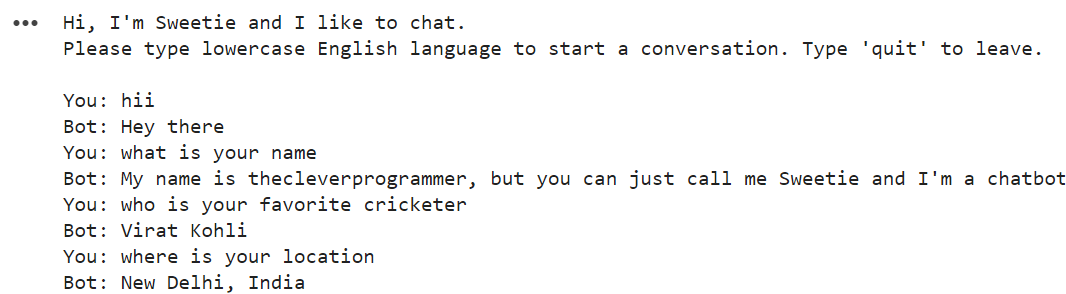 Hi, I'm Sweetie and I like to chat.
Please type lowercase English language to start a conversation. Type 'quit' to leave.
You: hii
Bot: Hey there
You: what is your name
Bot: My name is thecleverprogrammer, but you can just call me Sweetie and I'm a chatbot
You: who is your favorite cricketer
Bot: Virat Kohli
You: where is your location
Bot: New Delhi, India